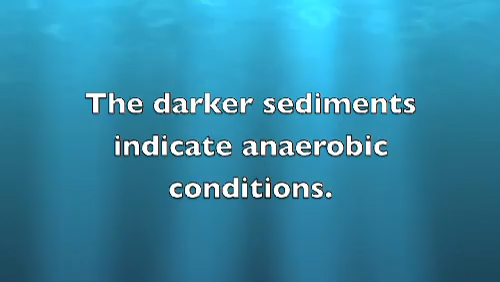 The darker sediments
indicate anaerobic
conditions.